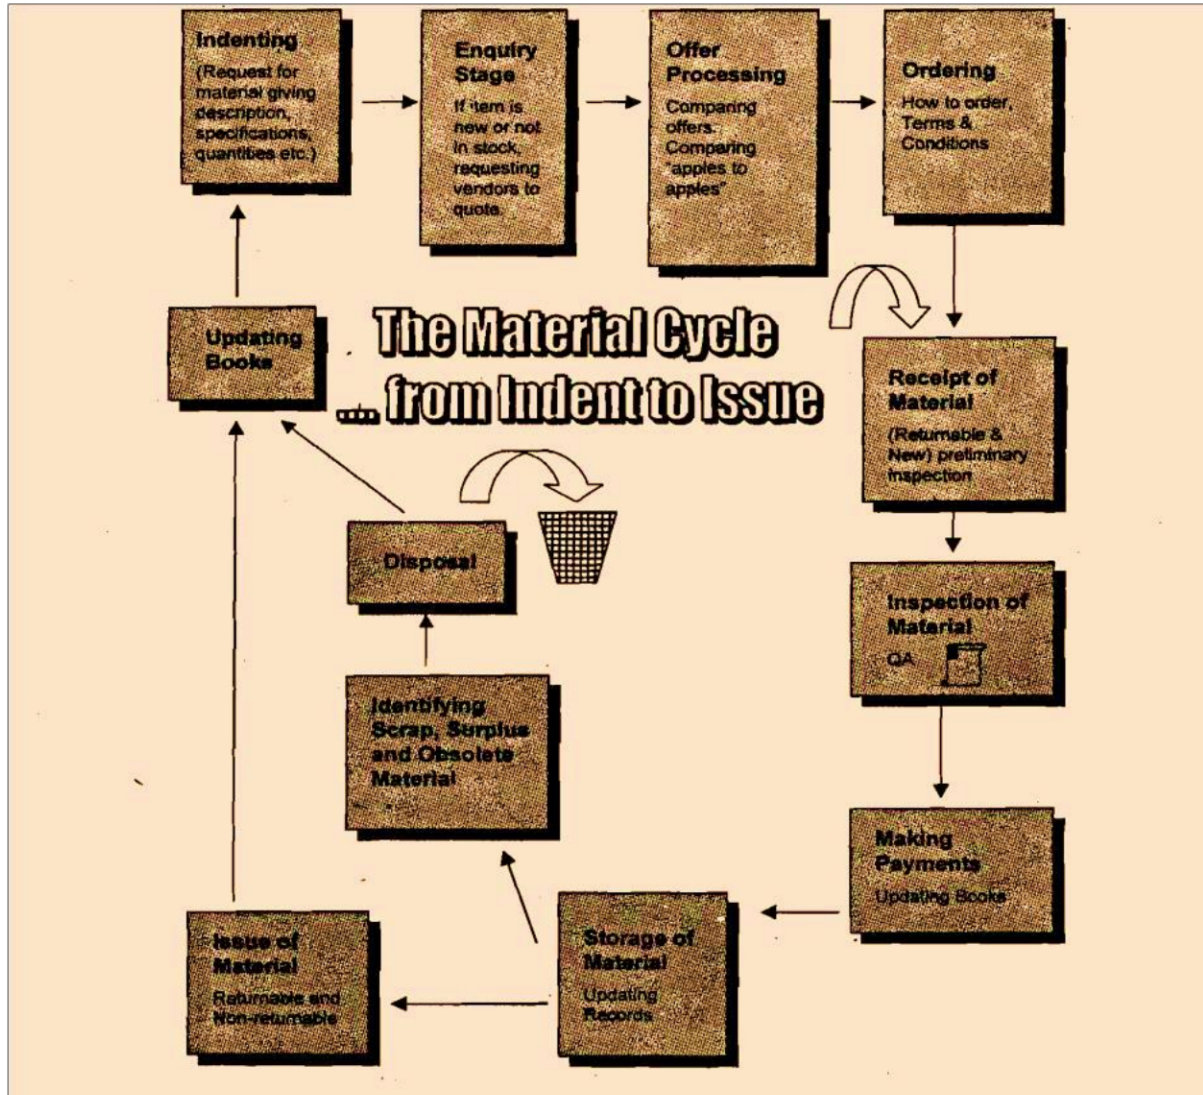 Indenting
(Request for
material giving
description,
specifications,
quantities etc.)
Enquiry
Stage
If item is
new or not
in stock,
requesting
vendors to
quote.
Offer
Processing
Comparing
offers.
Comparing
"apples to
apples"
Ordering
How to order,
Terms &
Conditions
Updating
Books
The Material Cycle
.... from Indent to Issue
Receipt of
Material
(Returnable &
New) preliminary
inspection
Disposal
Inspection of
Material
QA
Identifying
Scrap, Surplus
and Obsolete
Material
Making
Payments
Updating Books
Issue of
Material
Returnable and
Non-returnable
Storage of
Material
Updating
Records